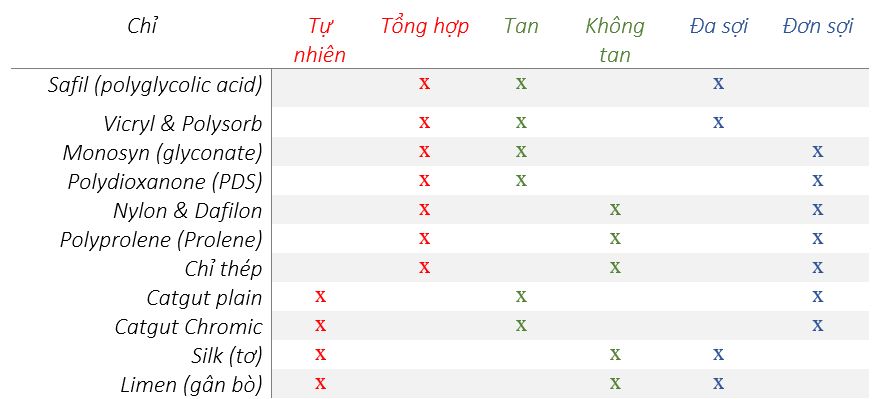 Chỉ Tự nhiên Tổng hợp Tan Không tan Đa sợi Đơn sợi
Safil (polyglycolic acid) x x x
Vicryl & Polysorb x x x
Monosyn (glyconate) x x x
Polydioxanone (PDS) x x x
Nylon & Dafilon x x x
Polyprolene (Prolene) x x x
Chỉ thép x x x
Catgut plain x x x
Catgut Chromic x x x
Silk (tơ) x x x
Limen (gân bò) x x x